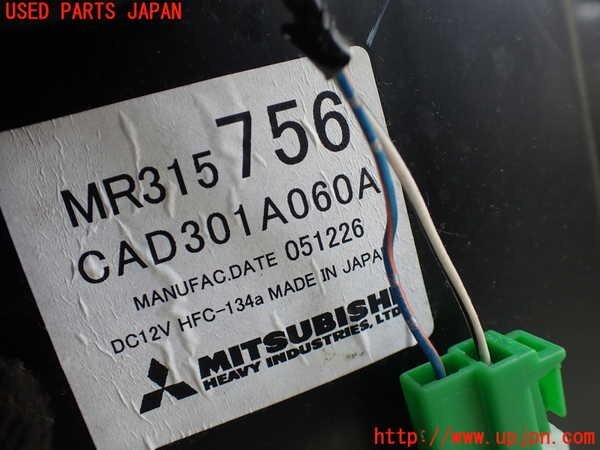 USED PARTS JAPAN
MR315756
CAD301A060A
MANUFAC.DATE 051226
DC12V HFC-134a MADE IN JAPAN
MITSUBISHI
HEAVY INDUSTRIES, LTD.
http://www.upjpn.com/